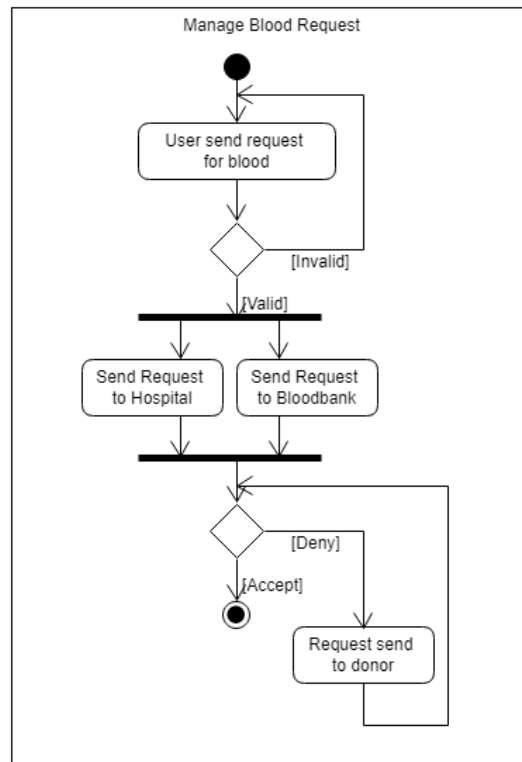 Manage Blood Request
User send request
for blood
[Invalid]
[Valid]
Send Request
to Hospital
Send Request
to Bloodbank
[Deny]
[Accept]
Request send
to donor